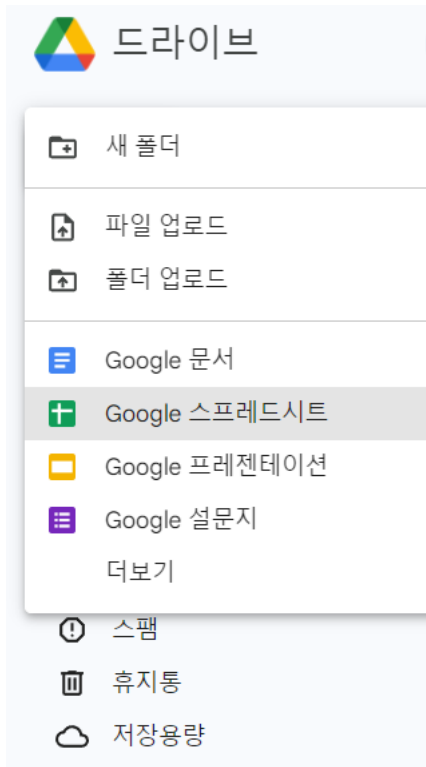 드라이브
새 폴더
파일 업로드
폴더 업로드
Google 문서
Google 스프레드시트
Google 프레젠테이션
Google 설문지
더보기
스팸
휴지통
저장용량